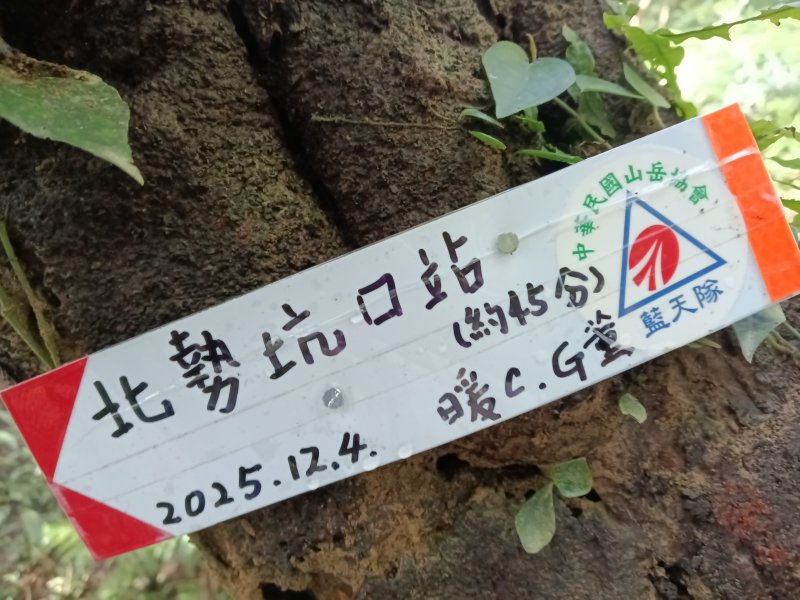 北勢坑口站
(約45分)
2025.12.4.
暖C.G董
中華民國山岳協會
藍天隊